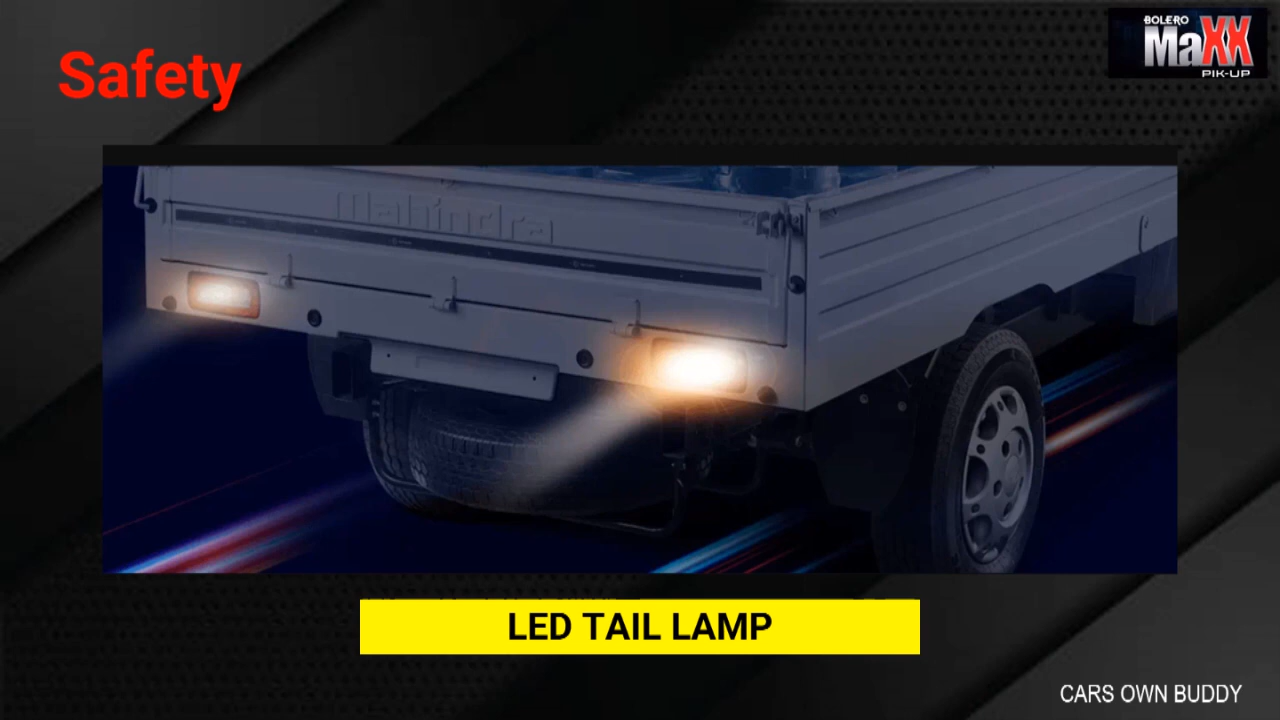 BOLERO
MaXX
PIK-UP
Safety
Mahindra
LED TAIL LAMP
CARS OWN BUDDY